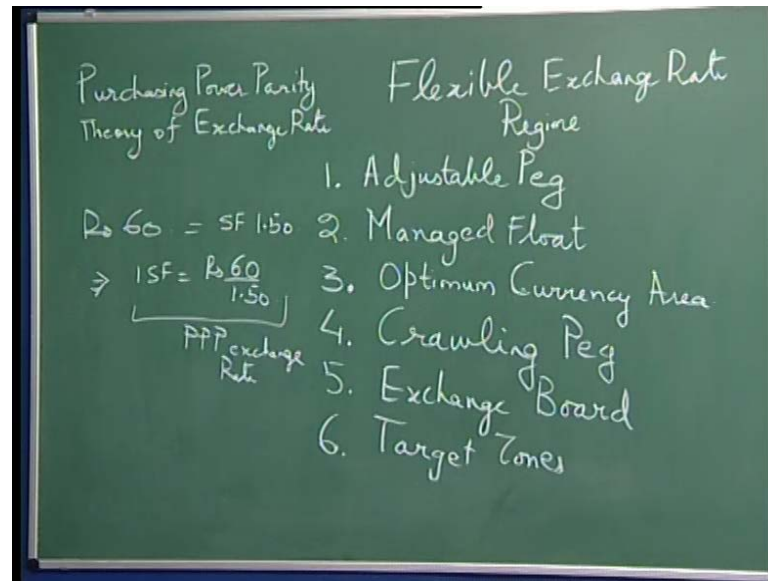 Purchasing Power Parity
Theory of Exchange Rate
Rs 60 = SF 1.50
⇒ 1 SF = Rs 60/1.50
PPP exchange
Rate
Flexible Exchange Rate
Regime
1. Adjustable Peg
2. Managed Float
3. Optimum Currency Area
4. Crawling Peg
5. Exchange Board
6. Target Zones